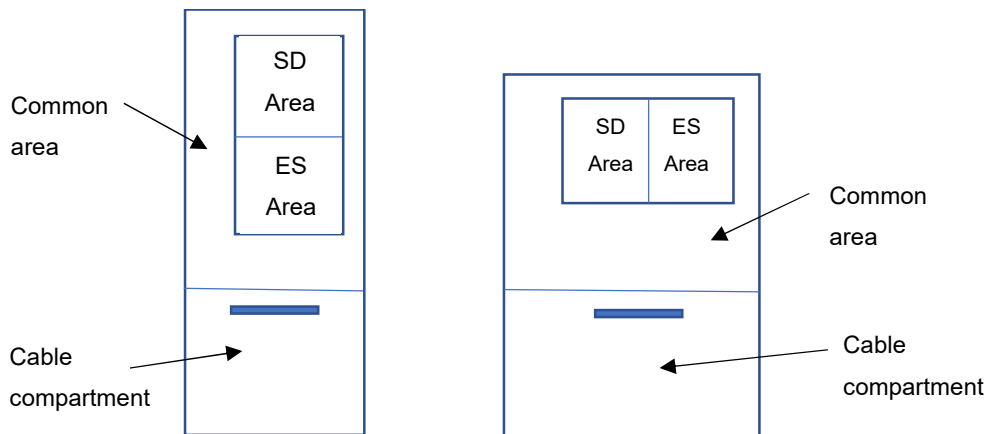 Common
area
SD
Area
ES
Area
Cable
compartment
SD
Area
ES
Area
Common
area
Cable
compartment